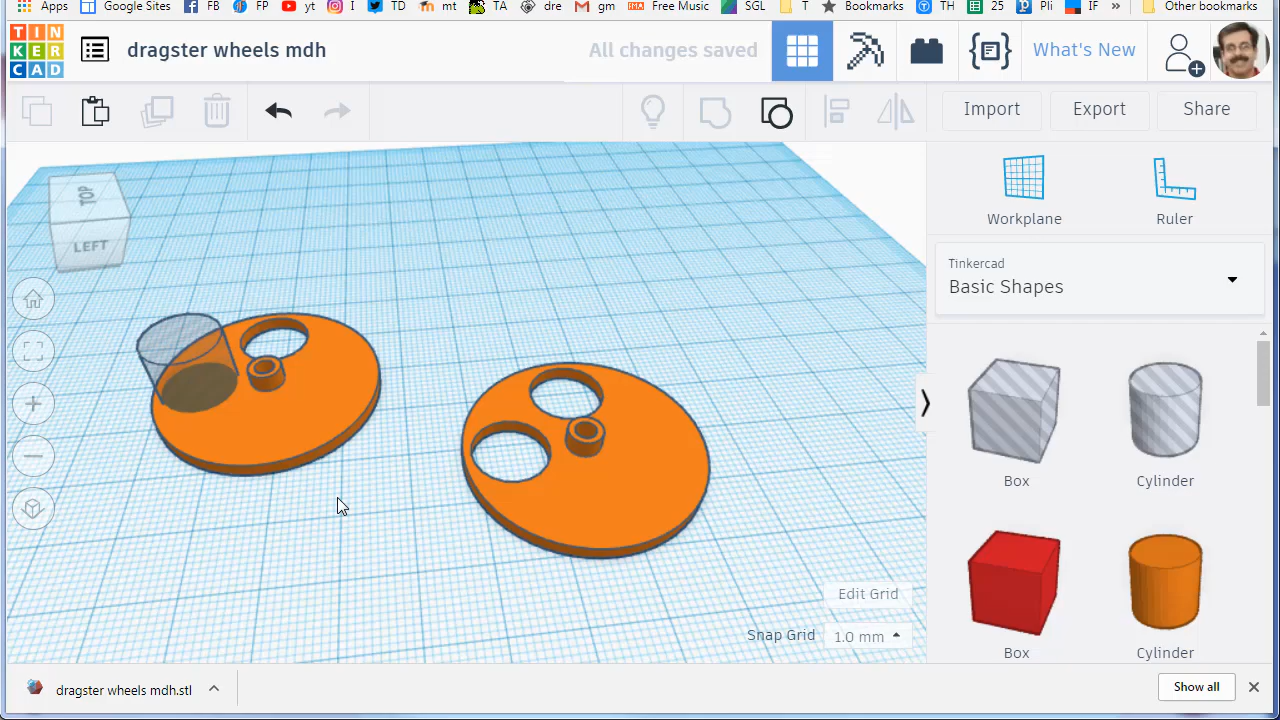 Apps Google Sites FB FP yt I TD mt TA dre gm Free Music SGL T Bookmarks TH 25 Pli IF » Other bookmarks
TIN
KER
CAD
dragster wheels mdh
All changes saved
What's New
Import
Export
Share
TOP
LEFT
Workplane
Ruler
Tinkercad
Basic Shapes
Box
Cylinder
Box
Cylinder
Edit Grid
Snap Grid
1.0 mm
dragster wheels mdh.stl
Show all